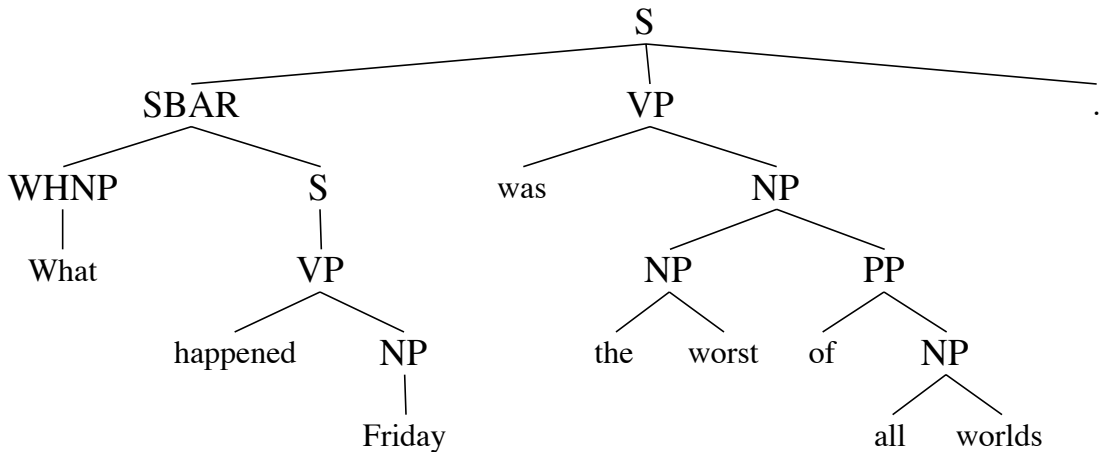 S
SBAR VP .
WHNP S was NP
What VP NP PP
happened NP the worst of NP
Friday all worlds